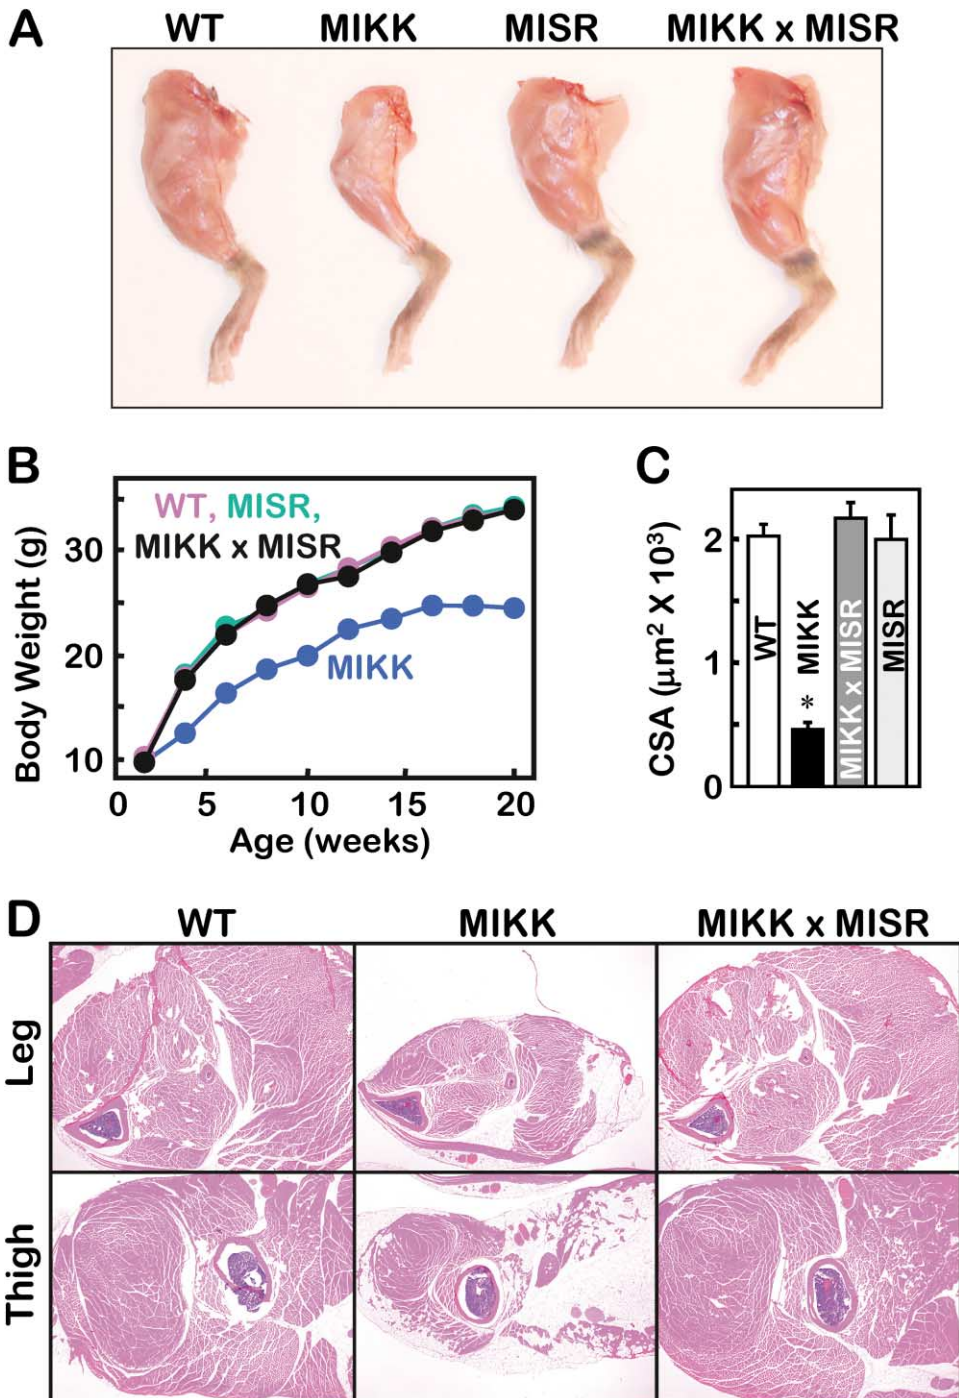 A
WT MIKK MISR MIKK x MISR
B
Body Weight (g)
30
20
10
WT, MISR,
MIKK x MISR
MIKK
0 5 10 15 20
Age (weeks)
C
CSA (μm² X 10³)
2
1
0
WT
MIKK
*
MIKK x MISR
MISR
D
WT MIKK MIKK x MISR
Leg
Thigh